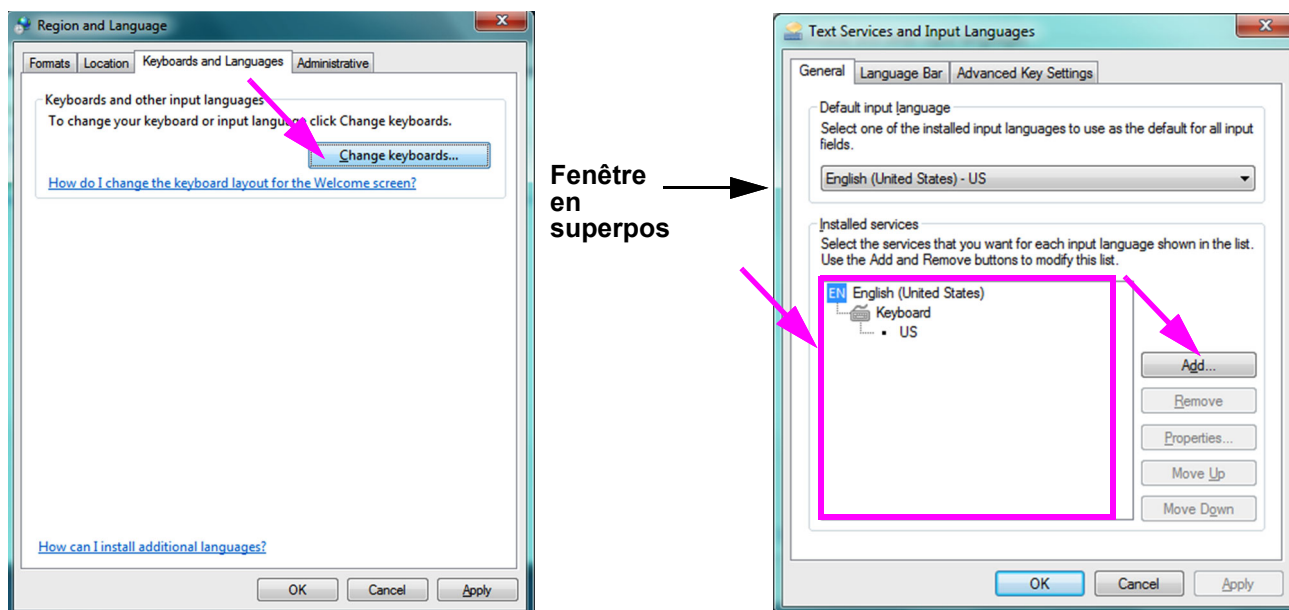 Region and Language
Formats Location Keyboards and Languages Administrative
Keyboards and other input languages
To change your keyboard or input language click Change keyboards.
Change keyboards...
How do I change the keyboard layout for the Welcome screen?
How can I install additional languages?
OK Cancel Apply
Fenêtre
en
superpos
Text Services and Input Languages
General Language Bar Advanced Key Settings
Default input language
Select one of the installed input languages to use as the default for all input
fields.
English (United States) - US
Installed services
Select the services that you want for each input language shown in the list.
Use the Add and Remove buttons to modify this list.
EN English (United States)
Keyboard
US
Add...
Remove
Properties...
Move Up
Move Down
OK Cancel Apply